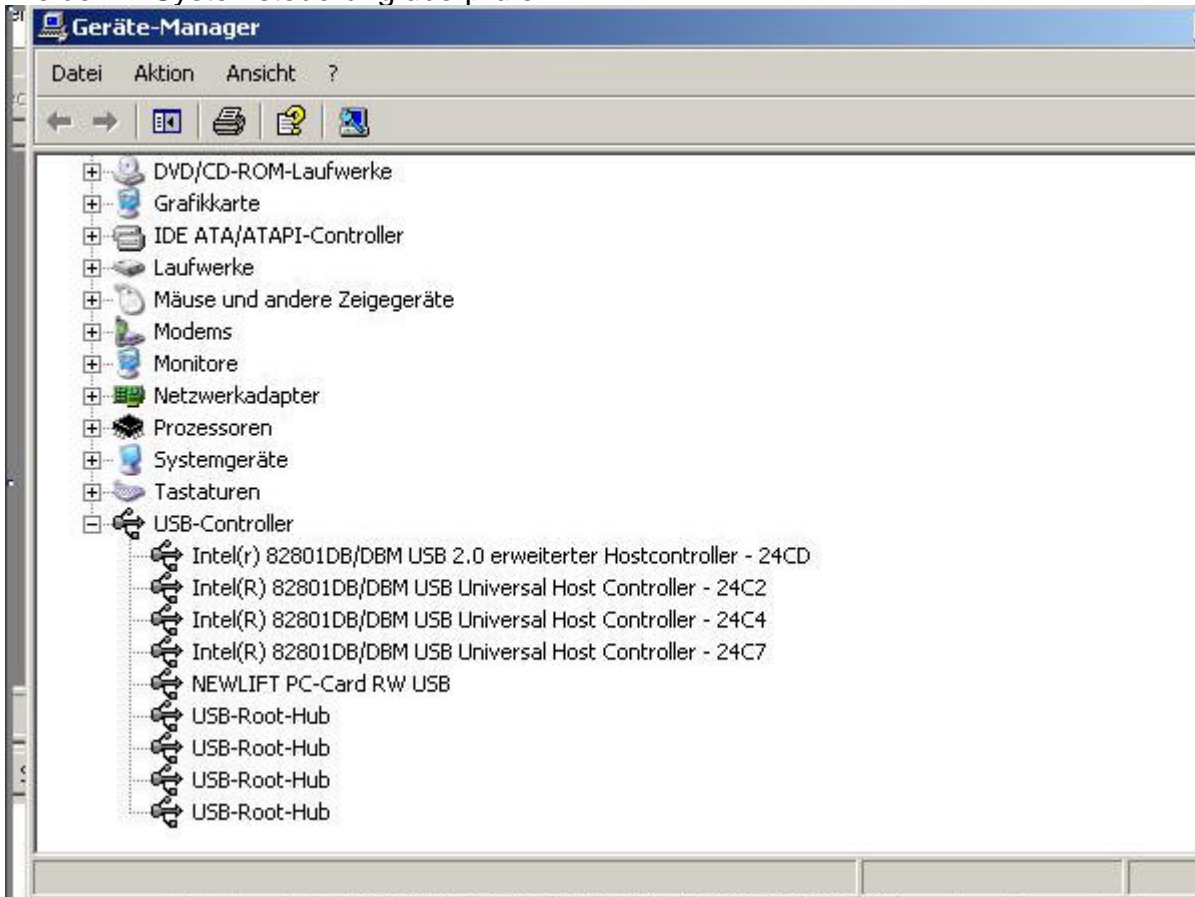 Geräte-Manager
Datei Aktion Ansicht ?
DVD/CD-ROM-Laufwerke
Grafikkarte
IDE ATA/ATAPI-Controller
Laufwerke
Mäuse und andere Zeigegeräte
Modems
Monitore
Netzwerkadapter
Prozessoren
Systemgeräte
Tastaturen
USB-Controller
Intel(r) 82801DB/DBM USB 2.0 erweiterter Hostcontroller - 24CD
Intel(R) 82801DB/DBM USB Universal Host Controller - 24C2
Intel(R) 82801DB/DBM USB Universal Host Controller - 24C4
Intel(R) 82801DB/DBM USB Universal Host Controller - 24C7
NEWLIFT PC-Card RW USB
USB-Root-Hub
USB-Root-Hub
USB-Root-Hub
USB-Root-Hub